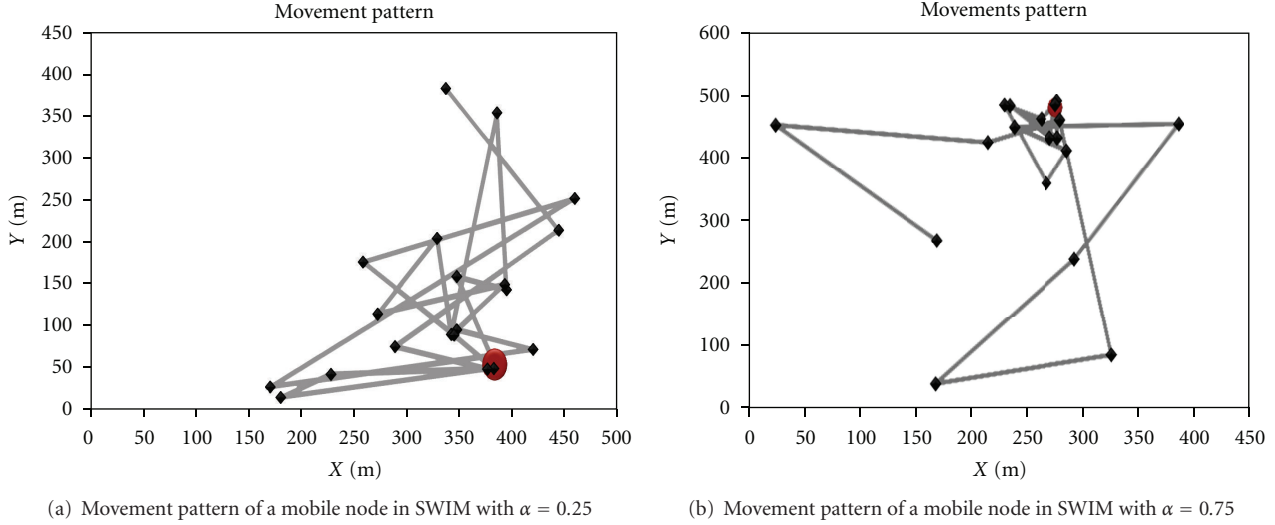 Movement pattern
450
400
350
300
250
200
150
100
50
0
Y (m)
0 50 100 150 200 250 300 350 400 450 500
X (m)
(a) Movement pattern of a mobile node in SWIM with α = 0.25
Movements pattern
600
500
400
300
200
100
0
Y (m)
0 50 100 150 200 250 300 350 400 450
X (m)
(b) Movement pattern of a mobile node in SWIM with α = 0.75